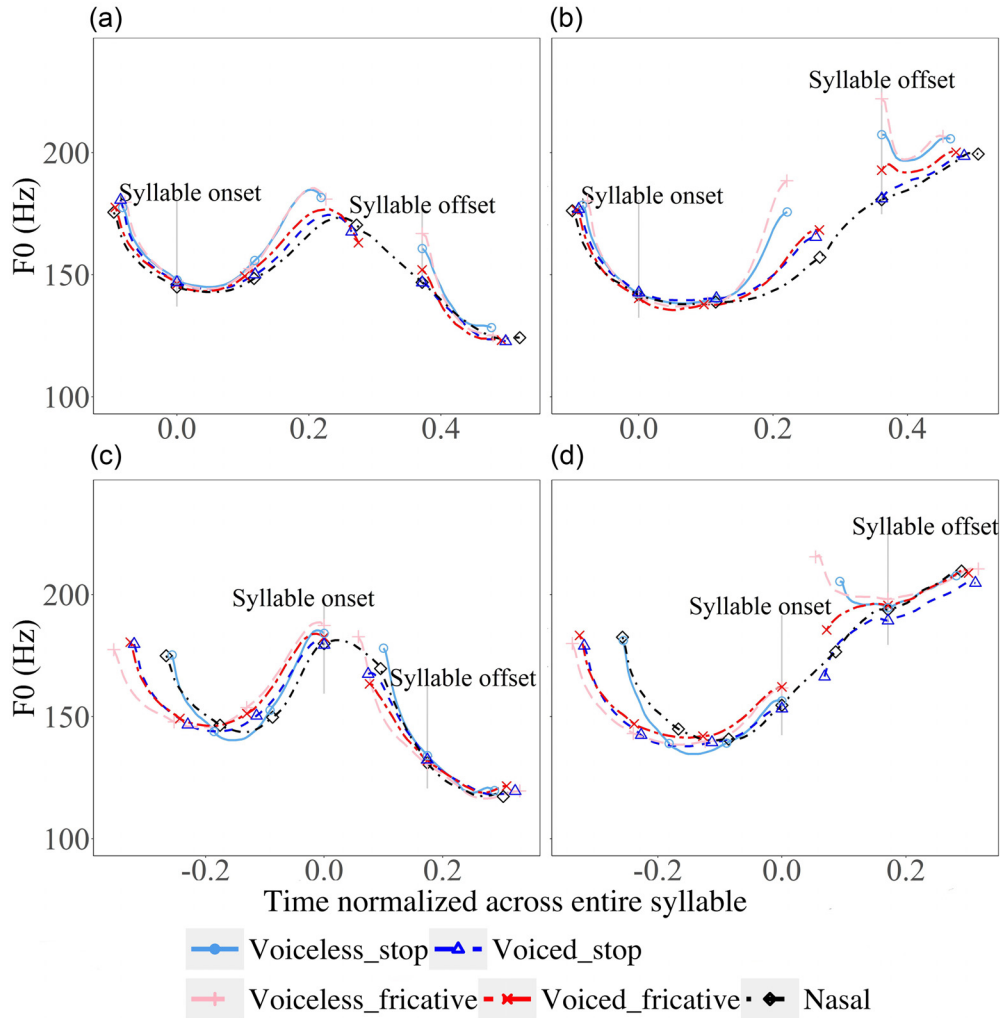 (a) (b)
Syllable offset
Syllable onset Syllable onset
Syllable offset
F0 (Hz)
200
150
100
0.0 0.2 0.4 0.0 0.2 0.4
(c) (d)
Syllable offset
Syllable onset Syllable onset
Syllable offset
F0 (Hz)
200
150
100
-0.2 0.0 0.2 -0.2 0.0 0.2
Time normalized across entire syllable
Voiceless_stop Voiced_stop
Voiceless_fricative Voiced_fricative Nasal